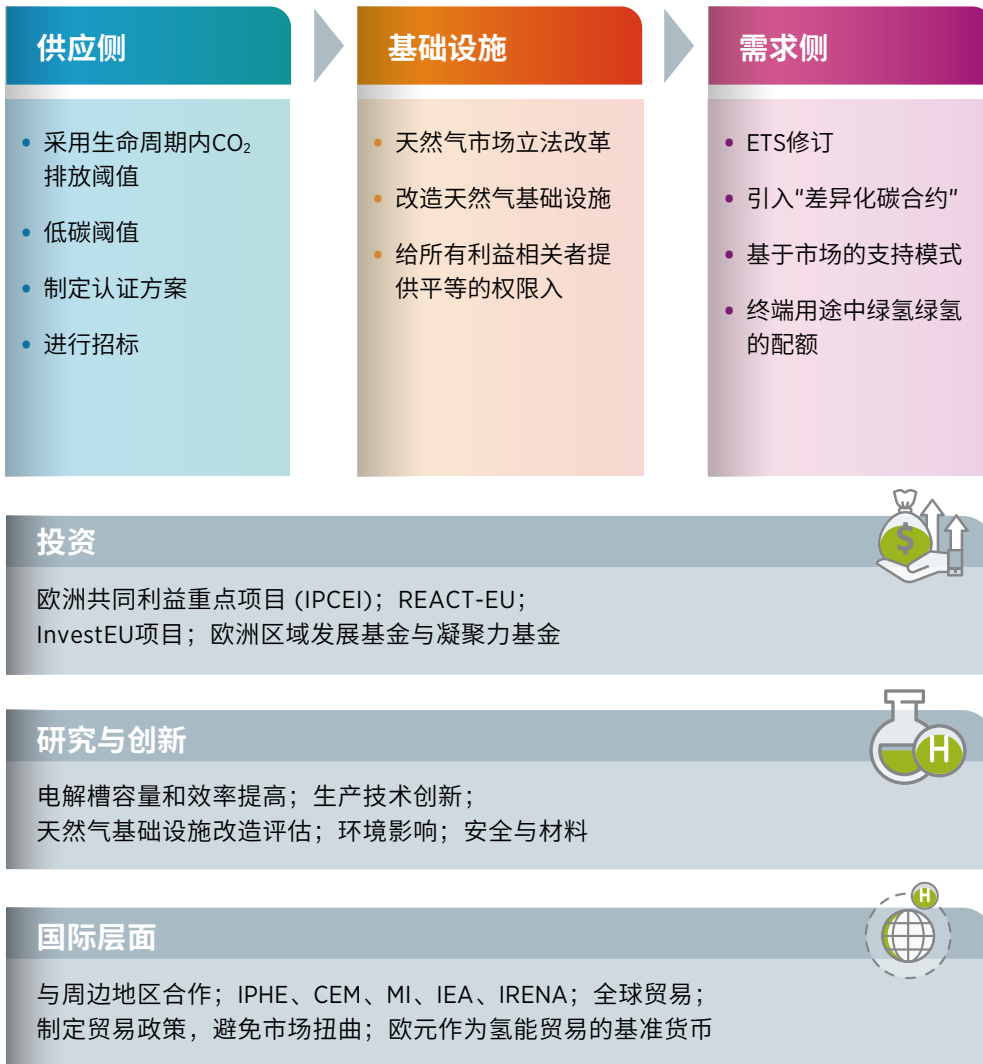 供应侧
采用生命周期内CO₂
排放阈值
低碳阈值
制定认证方案
进行招标
基础设施
天然气市场立法改革
改造天然气基础设施
给所有利益相关者提
供平等的权限入
需求侧
ETS修订
引入"差异化碳合约"
基于市场的支持模式
终端用途中绿氢绿氢
的配额
投资
$
欧洲共同利益重点项目 (IPCEI)；REACT-EU；
InvestEU项目；欧洲区域发展基金与凝聚力基金
研究与创新
H
电解槽容量和效率提高；生产技术创新；
天然气基础设施改造评估；环境影响；安全与材料
国际层面
H
与周边地区合作；IPHE、CEM、MI、IEA、IRENA；全球贸易；
制定贸易政策，避免市场扭曲；欧元作为氢能贸易的基准货币